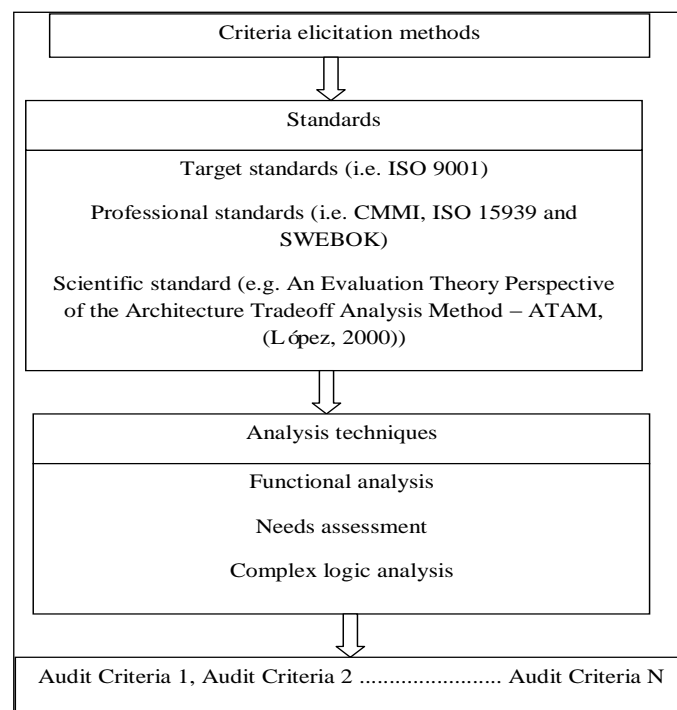 Criteria elicitation methods
Standards
Target standards (i.e. ISO 9001)
Professional standards (i.e. CMMI, ISO 15939 and
SWEBOK)
Scientific standard (e.g. An Evaluation Theory Perspective
of the Architecture Tradeoff Analysis Method – ATAM,
(López, 2000))
Analysis techniques
Functional analysis
Needs assessment
Complex logic analysis
Audit Criteria 1, Audit Criteria 2 ........................ Audit Criteria N